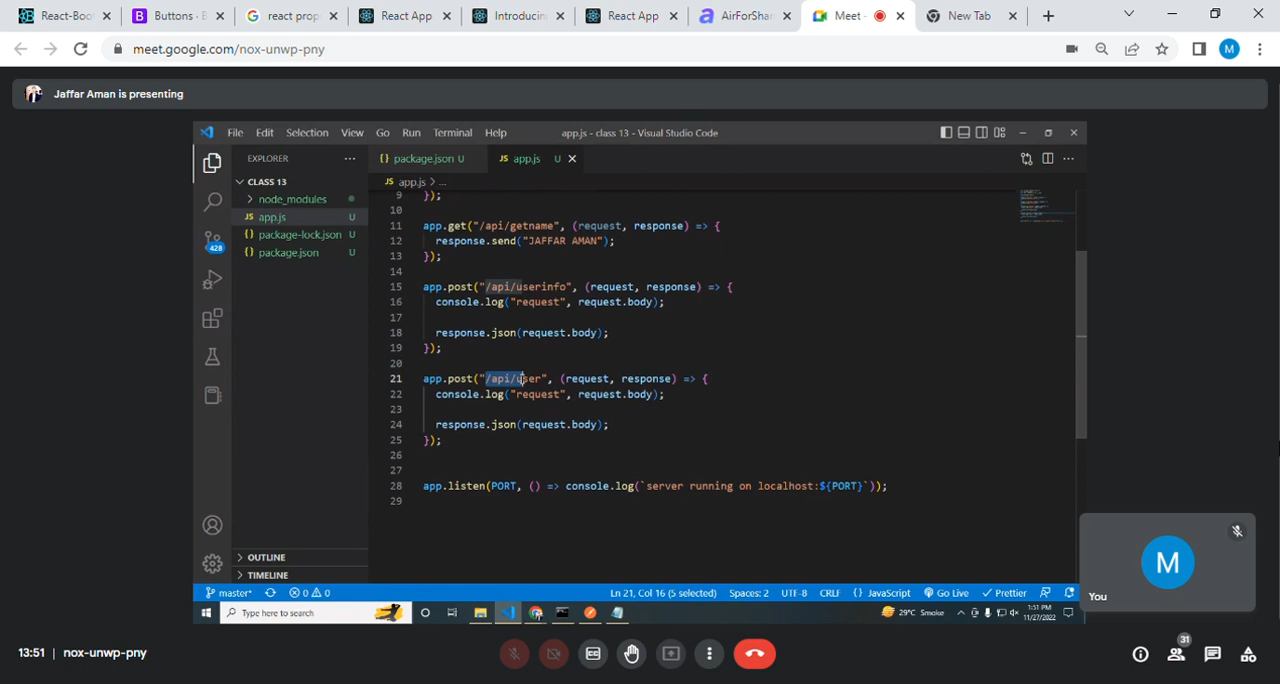 React-Boot
Buttons · B
react prop
React App
Introducin
React App
AirForShar
Meet -
New Tab
meet.google.com/nox-unwp-pny
M
Jaffar Aman is presenting
File Edit Selection View Go Run Terminal Help
app.js - class 13 - Visual Studio Code
EXPLORER
{} package.json U
JS app.js U
CLASS 13
node_modules
JS app.js U
{} package-lock.json U
{} package.json U
428
OUTLINE
TIMELINE
JS app.js > ...
9 });
10
11 app.get("/api/getname", (request, response) => {
12 response.send("JAFFAR AMAN");
13 });
14
15 app.post("/api/userinfo", (request, response) => {
16 console.log("request", request.body);
17
18 response.json(request.body);
19 });
20
21 app.post("/api/user", (request, response) => {
22 console.log("request", request.body);
23
24 response.json(request.body);
25 });
26
27
28 app.listen(PORT, () => console.log(`server running on localhost:${PORT}`));
29
master* 0 0 Ln 21, Col 16 (5 selected) Spaces: 2 UTF-8 CRLF {} JavaScript Go Live Prettier
Type here to search
29°C Smoke
1:51 PM
11/27/2022
M
You
13:51 | nox-unwp-pny
31